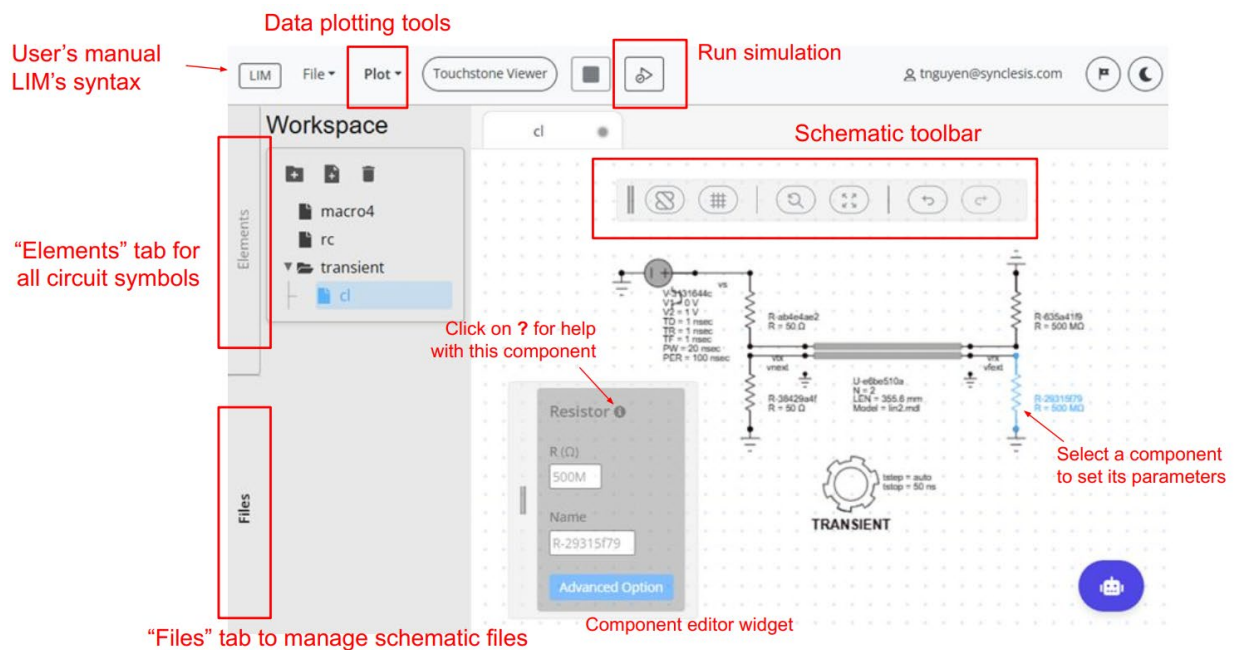 Data plotting tools
User's manual
LIM's syntax
Run simulation
LIM
File
Plot
Touchstone Viewer
tnguyen@synclesis.com
Workspace
cl
Schematic toolbar
Elements
macro4
rc
transient
cl
"Elements" tab for
all circuit symbols
V1 = 0 V
V2 = 1 V
TD = 1 nsec
TR = 1 nsec
TF = 1 nsec
PW = 20 nsec
PER = 100 nsec
vs
R-ab4e4ae2
R = 50 Ω
R-635a41f9
R = 500 MΩ
Click on ? for help
with this component
vtx
vnext
vrx
vfext
U-e6be510a
N = 2
LEN = 355.6 mm
Model = lin2.mdl
R-38429a4f
R = 50 Ω
R-29315f79
R = 500 MΩ
Resistor
R (Ω)
500M
Name
R-29315f79
Advanced Option
Select a component
to set its parameters
tstep = auto
tstop = 50 ns
TRANSIENT
Files
Component editor widget
"Files" tab to manage schematic files